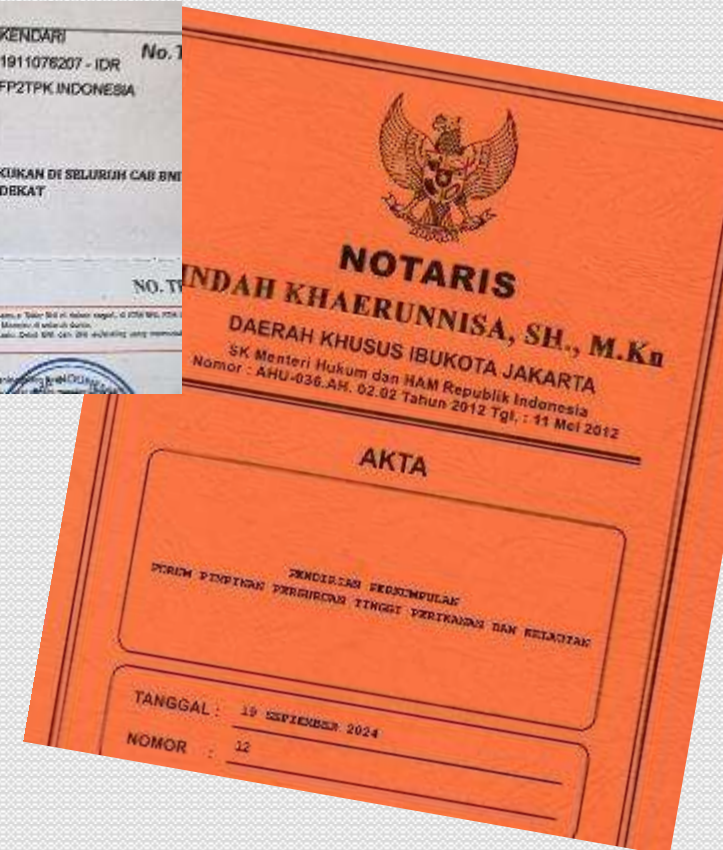 KENDARI
No. T
1911076207 - IDR
FP2TPK INDONESIA
KUKAN DI SELURUH CAB BNI
DEKAT
NO. T
NOTARIS
INDAH KHAERUNNISA, SH., M.Kn
DAERAH KHUSUS IBUKOTA JAKARTA
SK Menteri Hukum dan HAM Republik Indonesia
Nomor : AHU-036.AH. 02.02 Tahun 2012 Tgl. : 11 Mei 2012
AKTA
PENDIRIAN PERKUMPULAN
FORUM PIMPINAN PERGURUAN TINGGI PERIKANAN DAN KELAUTAN
TANGGAL : 19 SEPTEMBER 2024
NOMOR : 12